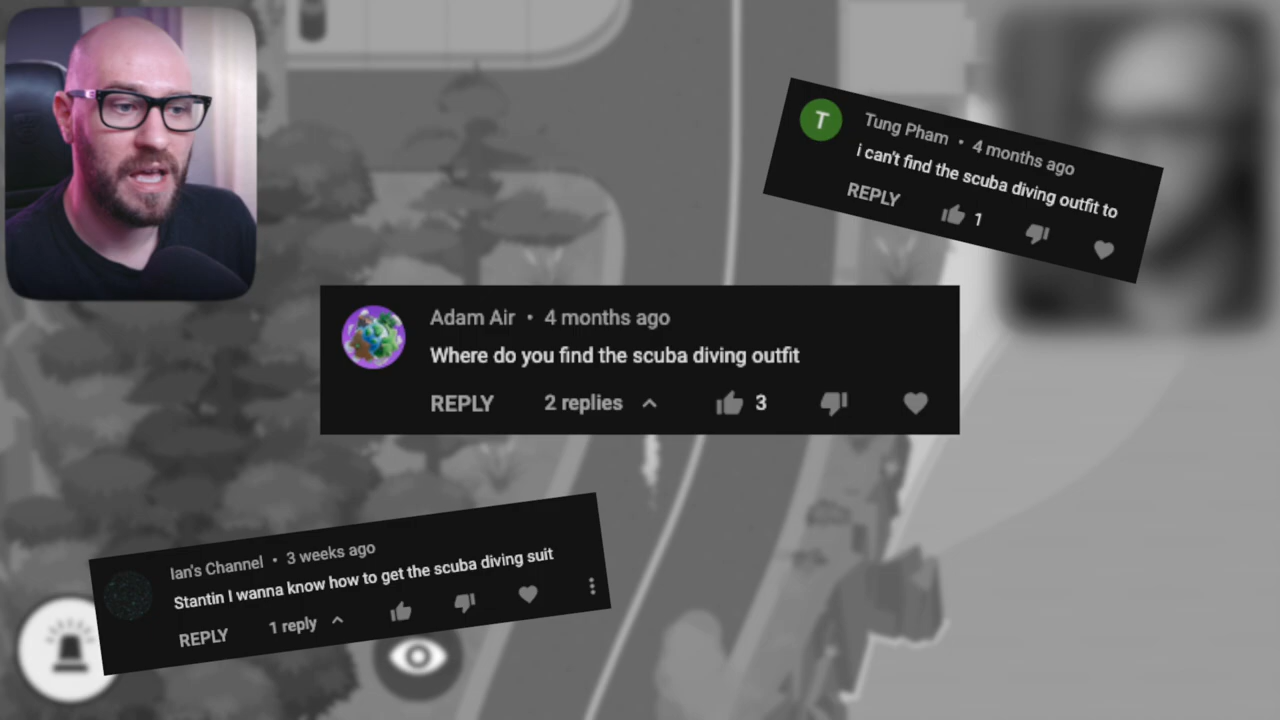 T
Tung Pham • 4 months ago
i can't find the scuba diving outfit to
REPLY 1
Adam Air • 4 months ago
Where do you find the scuba diving outfit
REPLY 2 replies 3
Ian's Channel • 3 weeks ago
Stantin I wanna know how to get the scuba diving suit
REPLY 1 reply